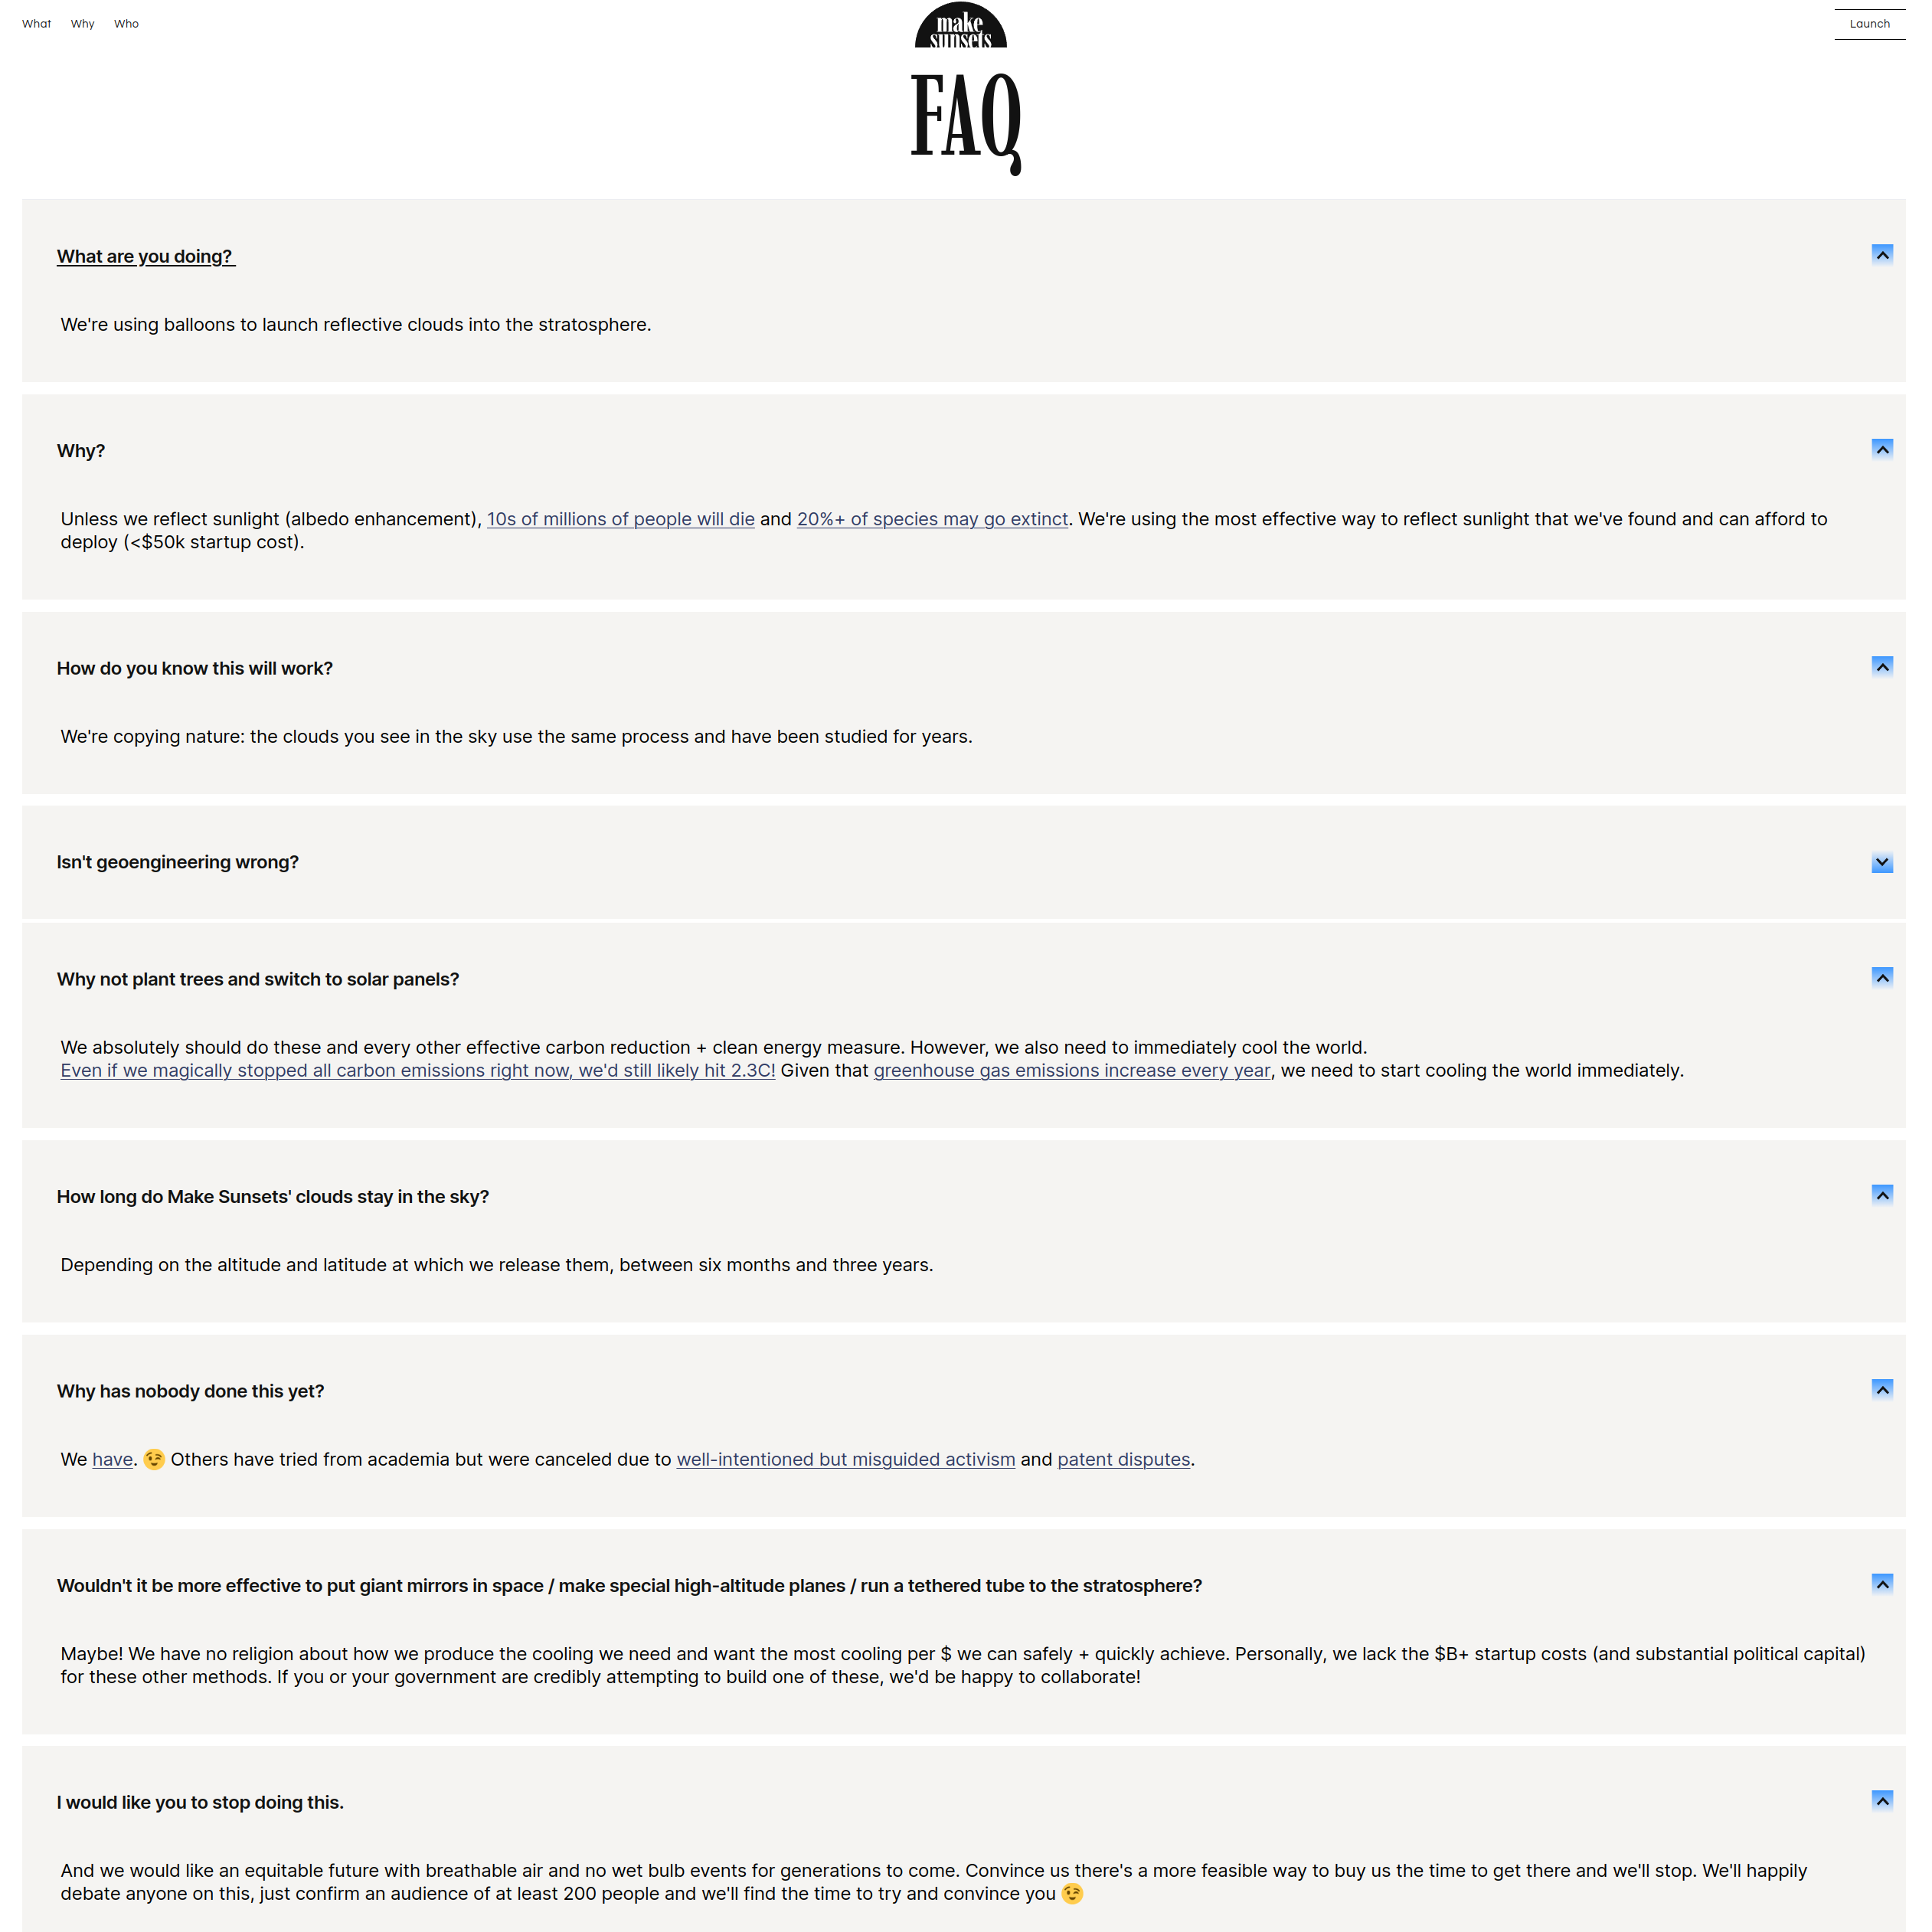 What Why Who
make
sunsets
Launch
FAQ
What are you doing?
We're using balloons to launch reflective clouds into the stratosphere.
Why?
Unless we reflect sunlight (albedo enhancement), 10s of millions of people will die and 20%+ of species may go extinct. We're using the most effective way to reflect sunlight that we've found and can afford to
deploy (<$50k startup cost).
How do you know this will work?
We're copying nature: the clouds you see in the sky use the same process and have been studied for years.
Isn't geoengineering wrong?
Why not plant trees and switch to solar panels?
We absolutely should do these and every other effective carbon reduction + clean energy measure. However, we also need to immediately cool the world.
Even if we magically stopped all carbon emissions right now, we'd still likely hit 2.3C! Given that greenhouse gas emissions increase every year, we need to start cooling the world immediately.
How long do Make Sunsets' clouds stay in the sky?
Depending on the altitude and latitude at which we release them, between six months and three years.
Why has nobody done this yet?
We have. 😉 Others have tried from academia but were canceled due to well-intentioned but misguided activism and patent disputes.
Wouldn't it be more effective to put giant mirrors in space / make special high-altitude planes / run a tethered tube to the stratosphere?
Maybe! We have no religion about how we produce the cooling we need and want the most cooling per $ we can safely + quickly achieve. Personally, we lack the $B+ startup costs (and substantial political capital)
for these other methods. If you or your government are credibly attempting to build one of these, we'd be happy to collaborate!
I would like you to stop doing this.
And we would like an equitable future with breathable air and no wet bulb events for generations to come. Convince us there's a more feasible way to buy us the time to get there and we'll stop. We'll happily
debate anyone on this, just confirm an audience of at least 200 people and we'll find the time to try and convince you 😉